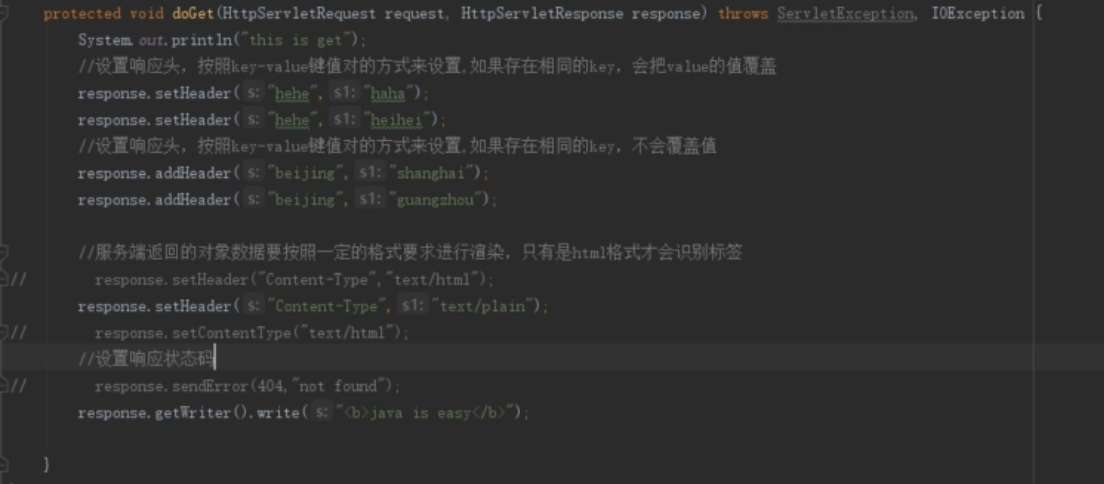 protected void doGet(HttpServletRequest request, HttpServletResponse response) throws ServletException, IOException {
System.out.println("this is get");
//设置响应头，按照key-value键值对的方式来设置,如果存在相同的key，会把value的值覆盖
response.setHeader( s: "hehe", s1: "haha");
response.setHeader( s: "hehe", s1: "heihei");
//设置响应头，按照key-value键值对的方式来设置,如果存在相同的key，不会覆盖值
response.addHeader( s: "beijing", s1: "shanghai");
response.addHeader( s: "beijing", s1: "guangzhou");
//服务端返回的对象数据要按照一定的格式要求进行渲染，只有是html格式才会识别标签
// response.setHeader("Content-Type","text/html");
response.setHeader( s: "Content-Type", s1: "text/plain");
// response.setContentType("text/html");
//设置响应状态码
// response.sendError(404,"not found");
response.getWriter().write( s: "<b>java is easy</b>");
}